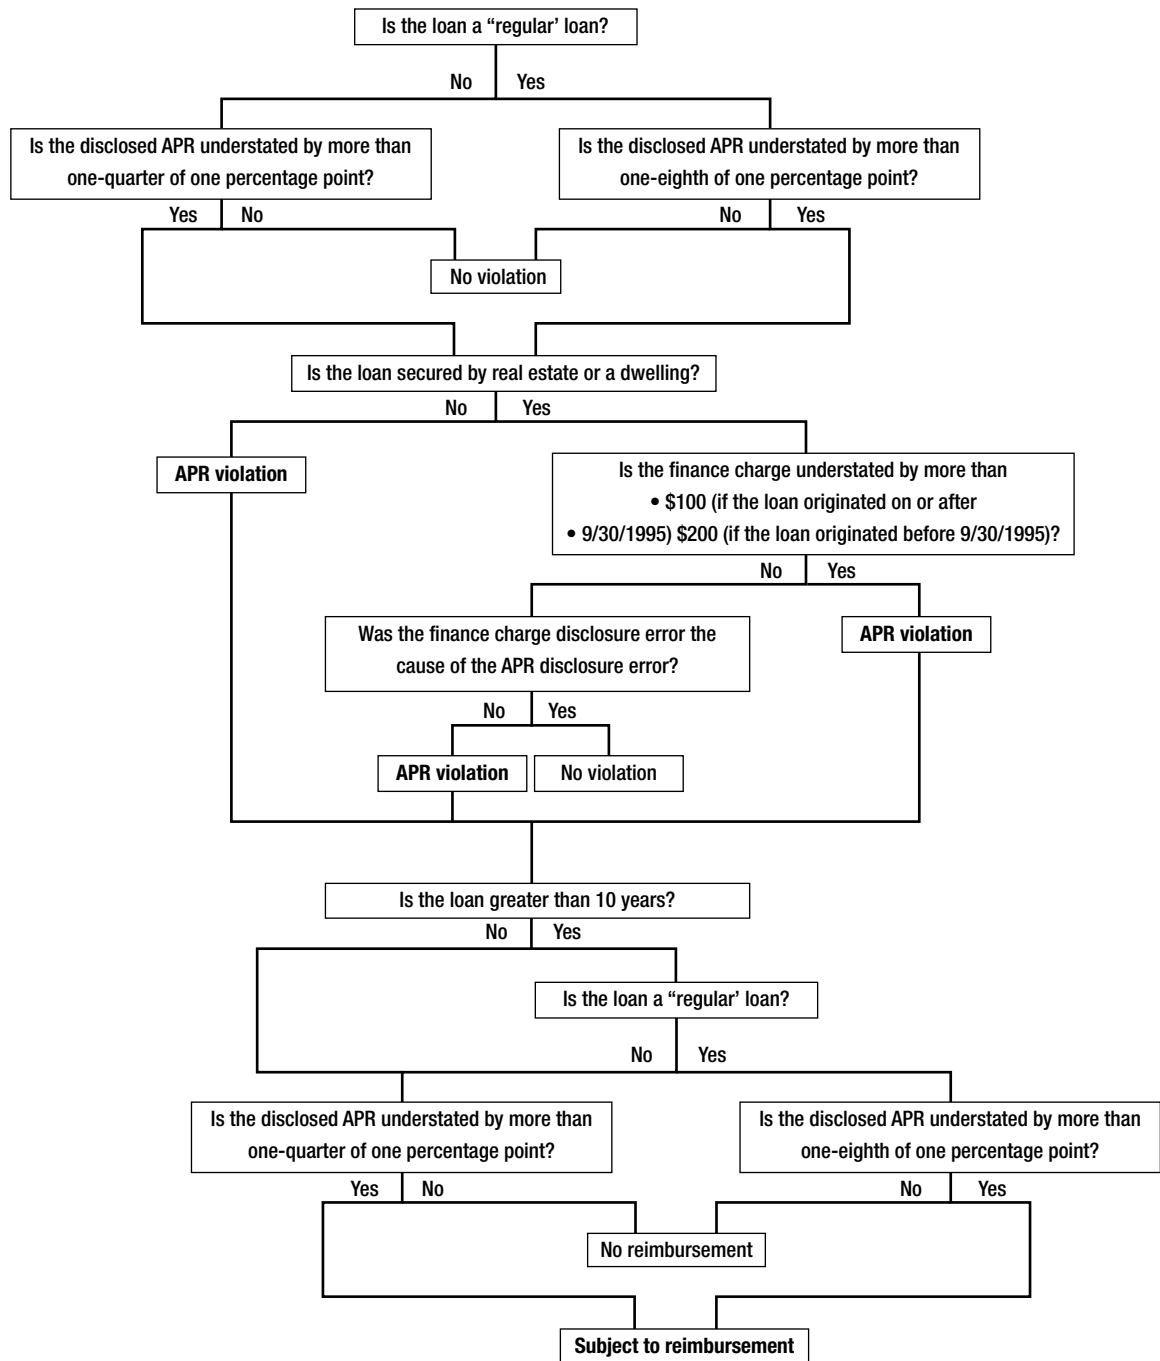 Is the loan a “regular’ loan?
No Yes
Is the disclosed APR understated by more than
one-quarter of one percentage point?
Is the disclosed APR understated by more than
one-eighth of one percentage point?
Yes No
No Yes
No violation
Is the loan secured by real estate or a dwelling?
No Yes
APR violation
Is the finance charge understated by more than
• $100 (if the loan originated on or after
• 9/30/1995) $200 (if the loan originated before 9/30/1995)?
No Yes
Was the finance charge disclosure error the
cause of the APR disclosure error?
APR violation
No Yes
APR violation
No violation
Is the loan greater than 10 years?
No Yes
Is the loan a “regular’ loan?
No Yes
Is the disclosed APR understated by more than
one-quarter of one percentage point?
Is the disclosed APR understated by more than
one-eighth of one percentage point?
Yes No
No Yes
No reimbursement
Subject to reimbursement